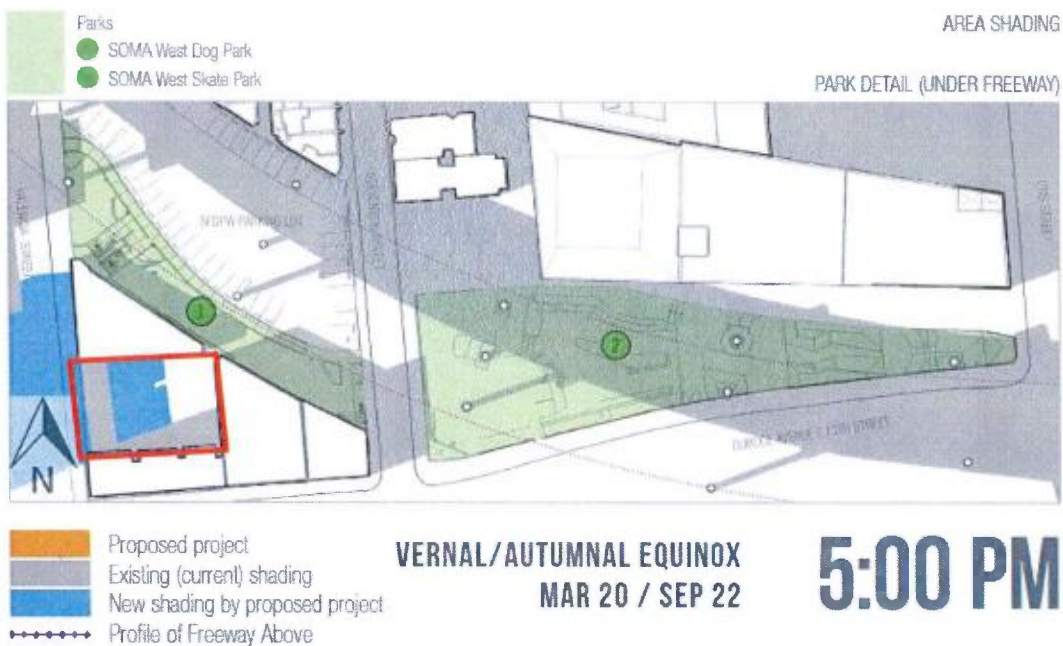 Parks
SOMA West Dog Park
SOMA West Skate Park
AREA SHADING
PARK DETAIL (UNDER FREEWAY)
1
2
N
Proposed project
Existing (current) shading
New shading by proposed project
Profile of Freeway Above
VERNAL/AUTUMNAL EQUINOX
MAR 20 / SEP 22
5:00 PM